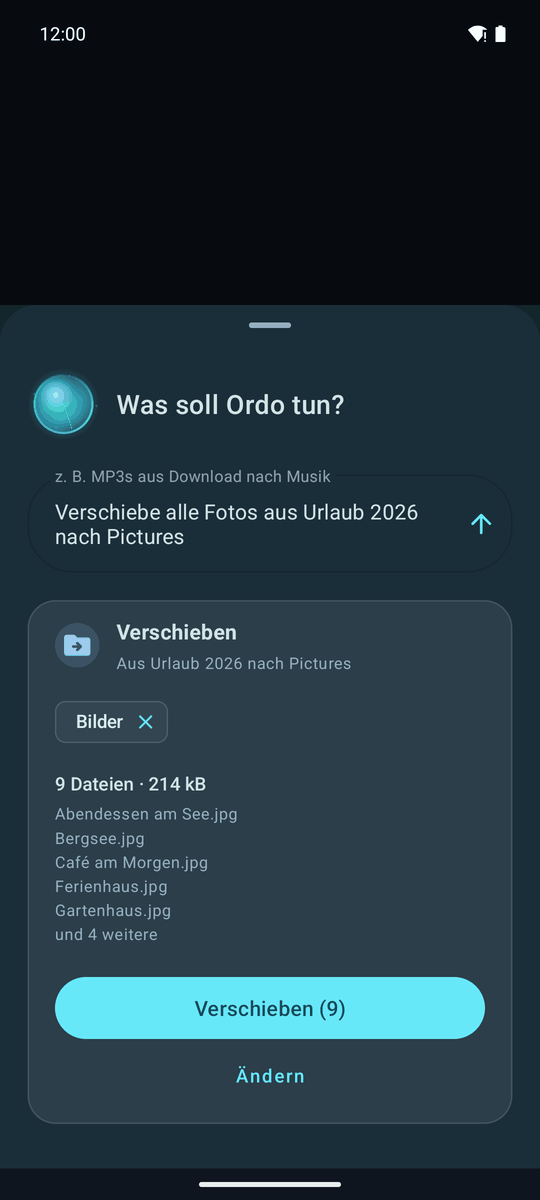 12:00
Was soll Ordo tun?
z. B. MP3s aus Download nach Musik
Verschiebe alle Fotos aus Urlaub 2026
nach Pictures
Verschieben
Aus Urlaub 2026 nach Pictures
Bilder
9 Dateien · 214 kB
Abendessen am See.jpg
Bergsee.jpg
Café am Morgen.jpg
Ferienhaus.jpg
Gartenhaus.jpg
und 4 weitere
Verschieben (9)
Ändern